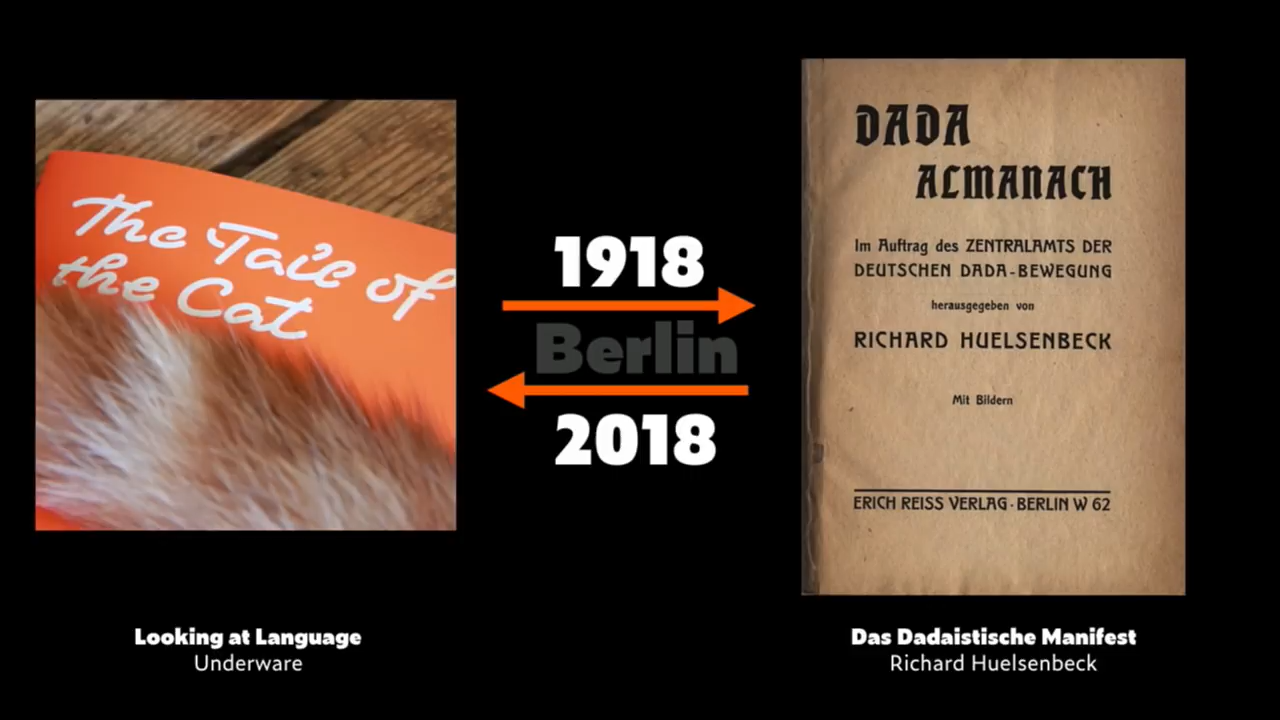 The Tail of
the Cat
1918
Berlin
2018
DADA
ALMANACH
Im Auftrag des ZENTRALAMTS DER
DEUTSCHEN DADA-BEWEGUNG
herausgegeben von
RICHARD HUELSENBECK
Mit Bildern
ERICH REISS VERLAG · BERLIN W 62
Looking at Language
Underware
Das Dadaistische Manifest
Richard Huelsenbeck